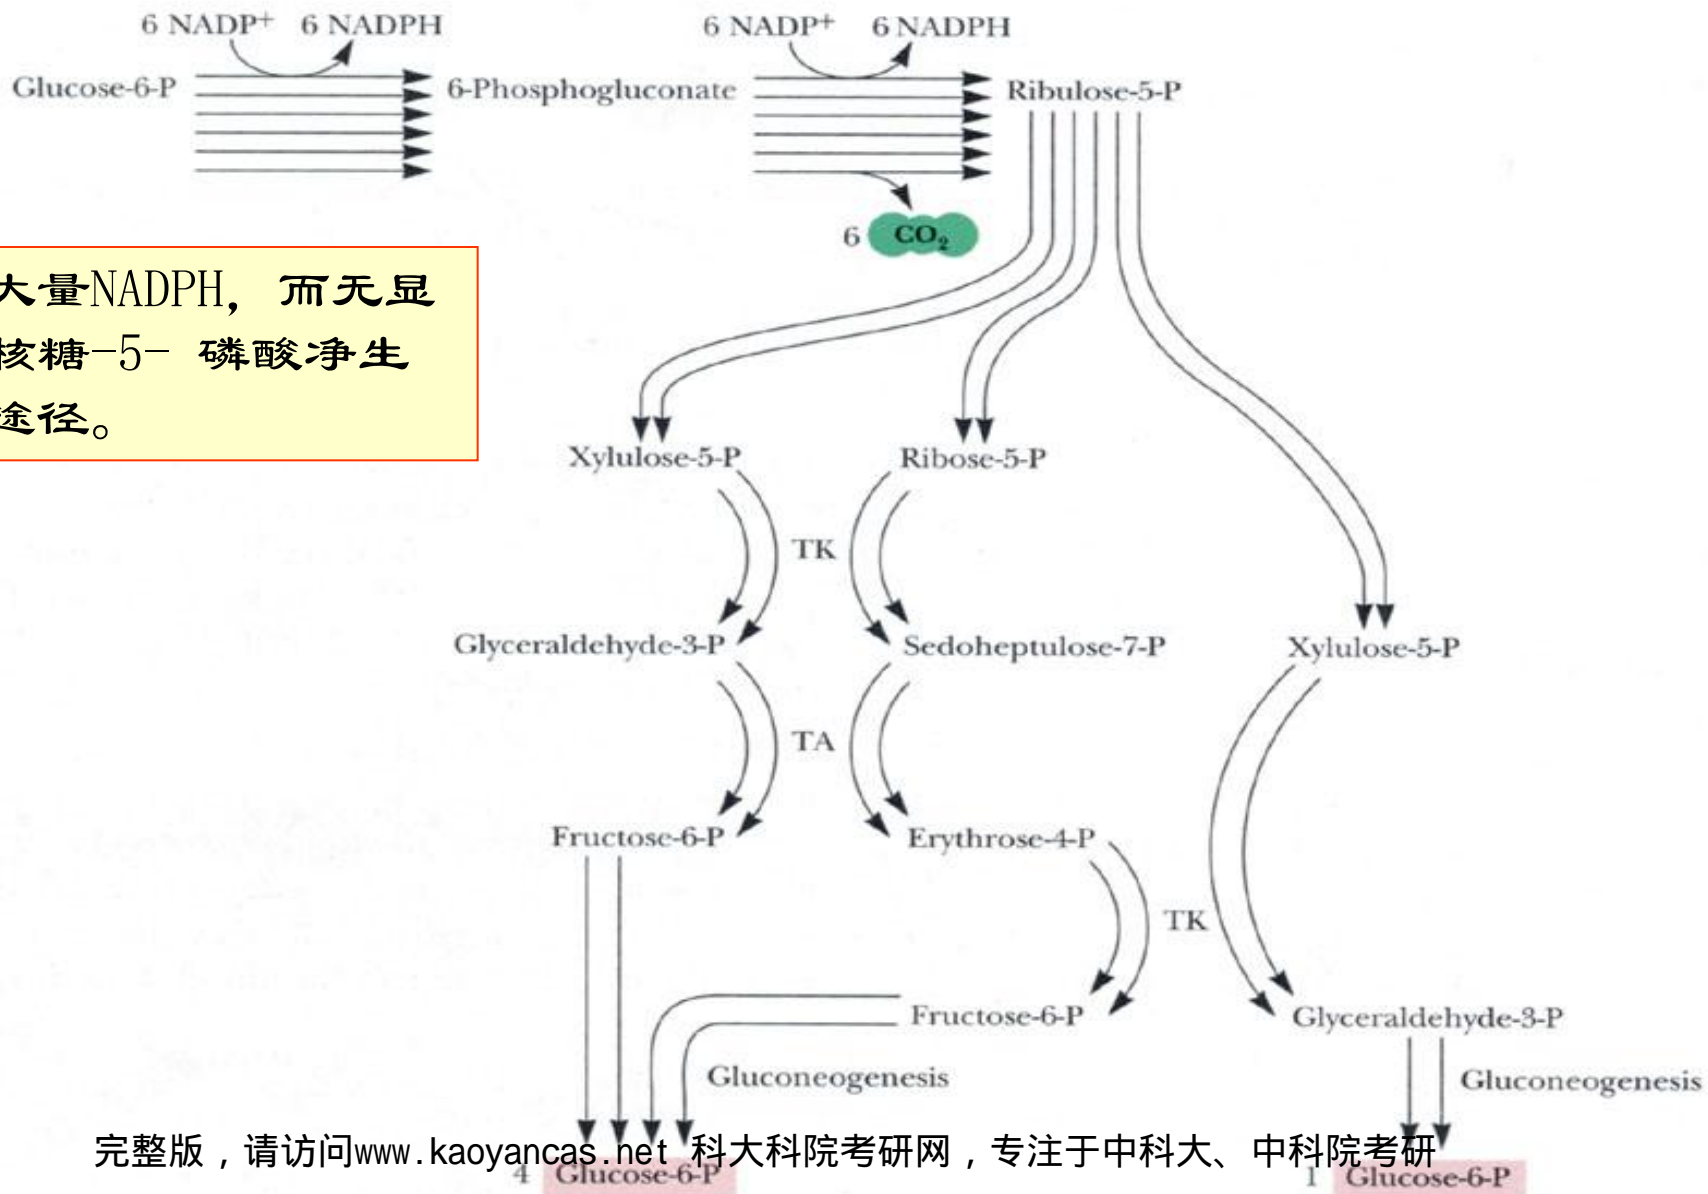 6 NADP+ 6 NADPH
6 NADP+ 6 NADPH
Glucose-6-P
6-Phosphogluconate
Ribulose-5-P
6 CO₂
大量NADPH，而无显
核糖-5- 磷酸净生
途径。
Xylulose-5-P
Ribose-5-P
TK
Glyceraldehyde-3-P
Sedoheptulose-7-P
Xylulose-5-P
TA
Fructose-6-P
Erythrose-4-P
TK
Fructose-6-P
Glyceraldehyde-3-P
Gluconeogenesis
Gluconeogenesis
完整版，请访问www.kaoyancas.net 科大科院考研网，专注于中科大、中科院考研
4 Glucose-6-P
1 Glucose-6-P